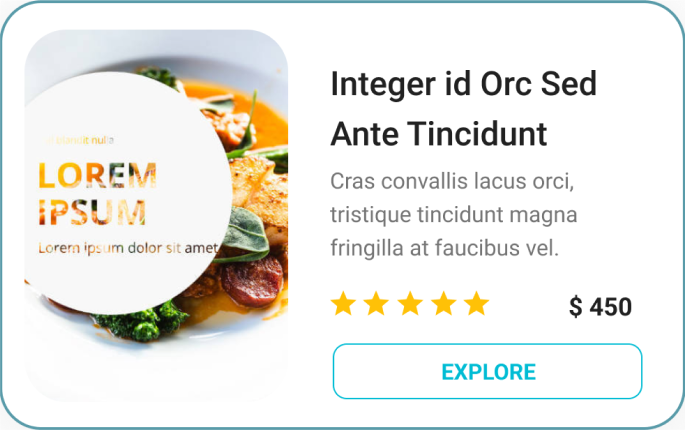 LOREM
IPSUM
Lorem ipsum dolor sit amet
Integer id Orc Sed
Ante Tincidunt
Cras convallis lacus orci,
tristique tincidunt magna
fringilla at faucibus vel.
$ 450
EXPLORE